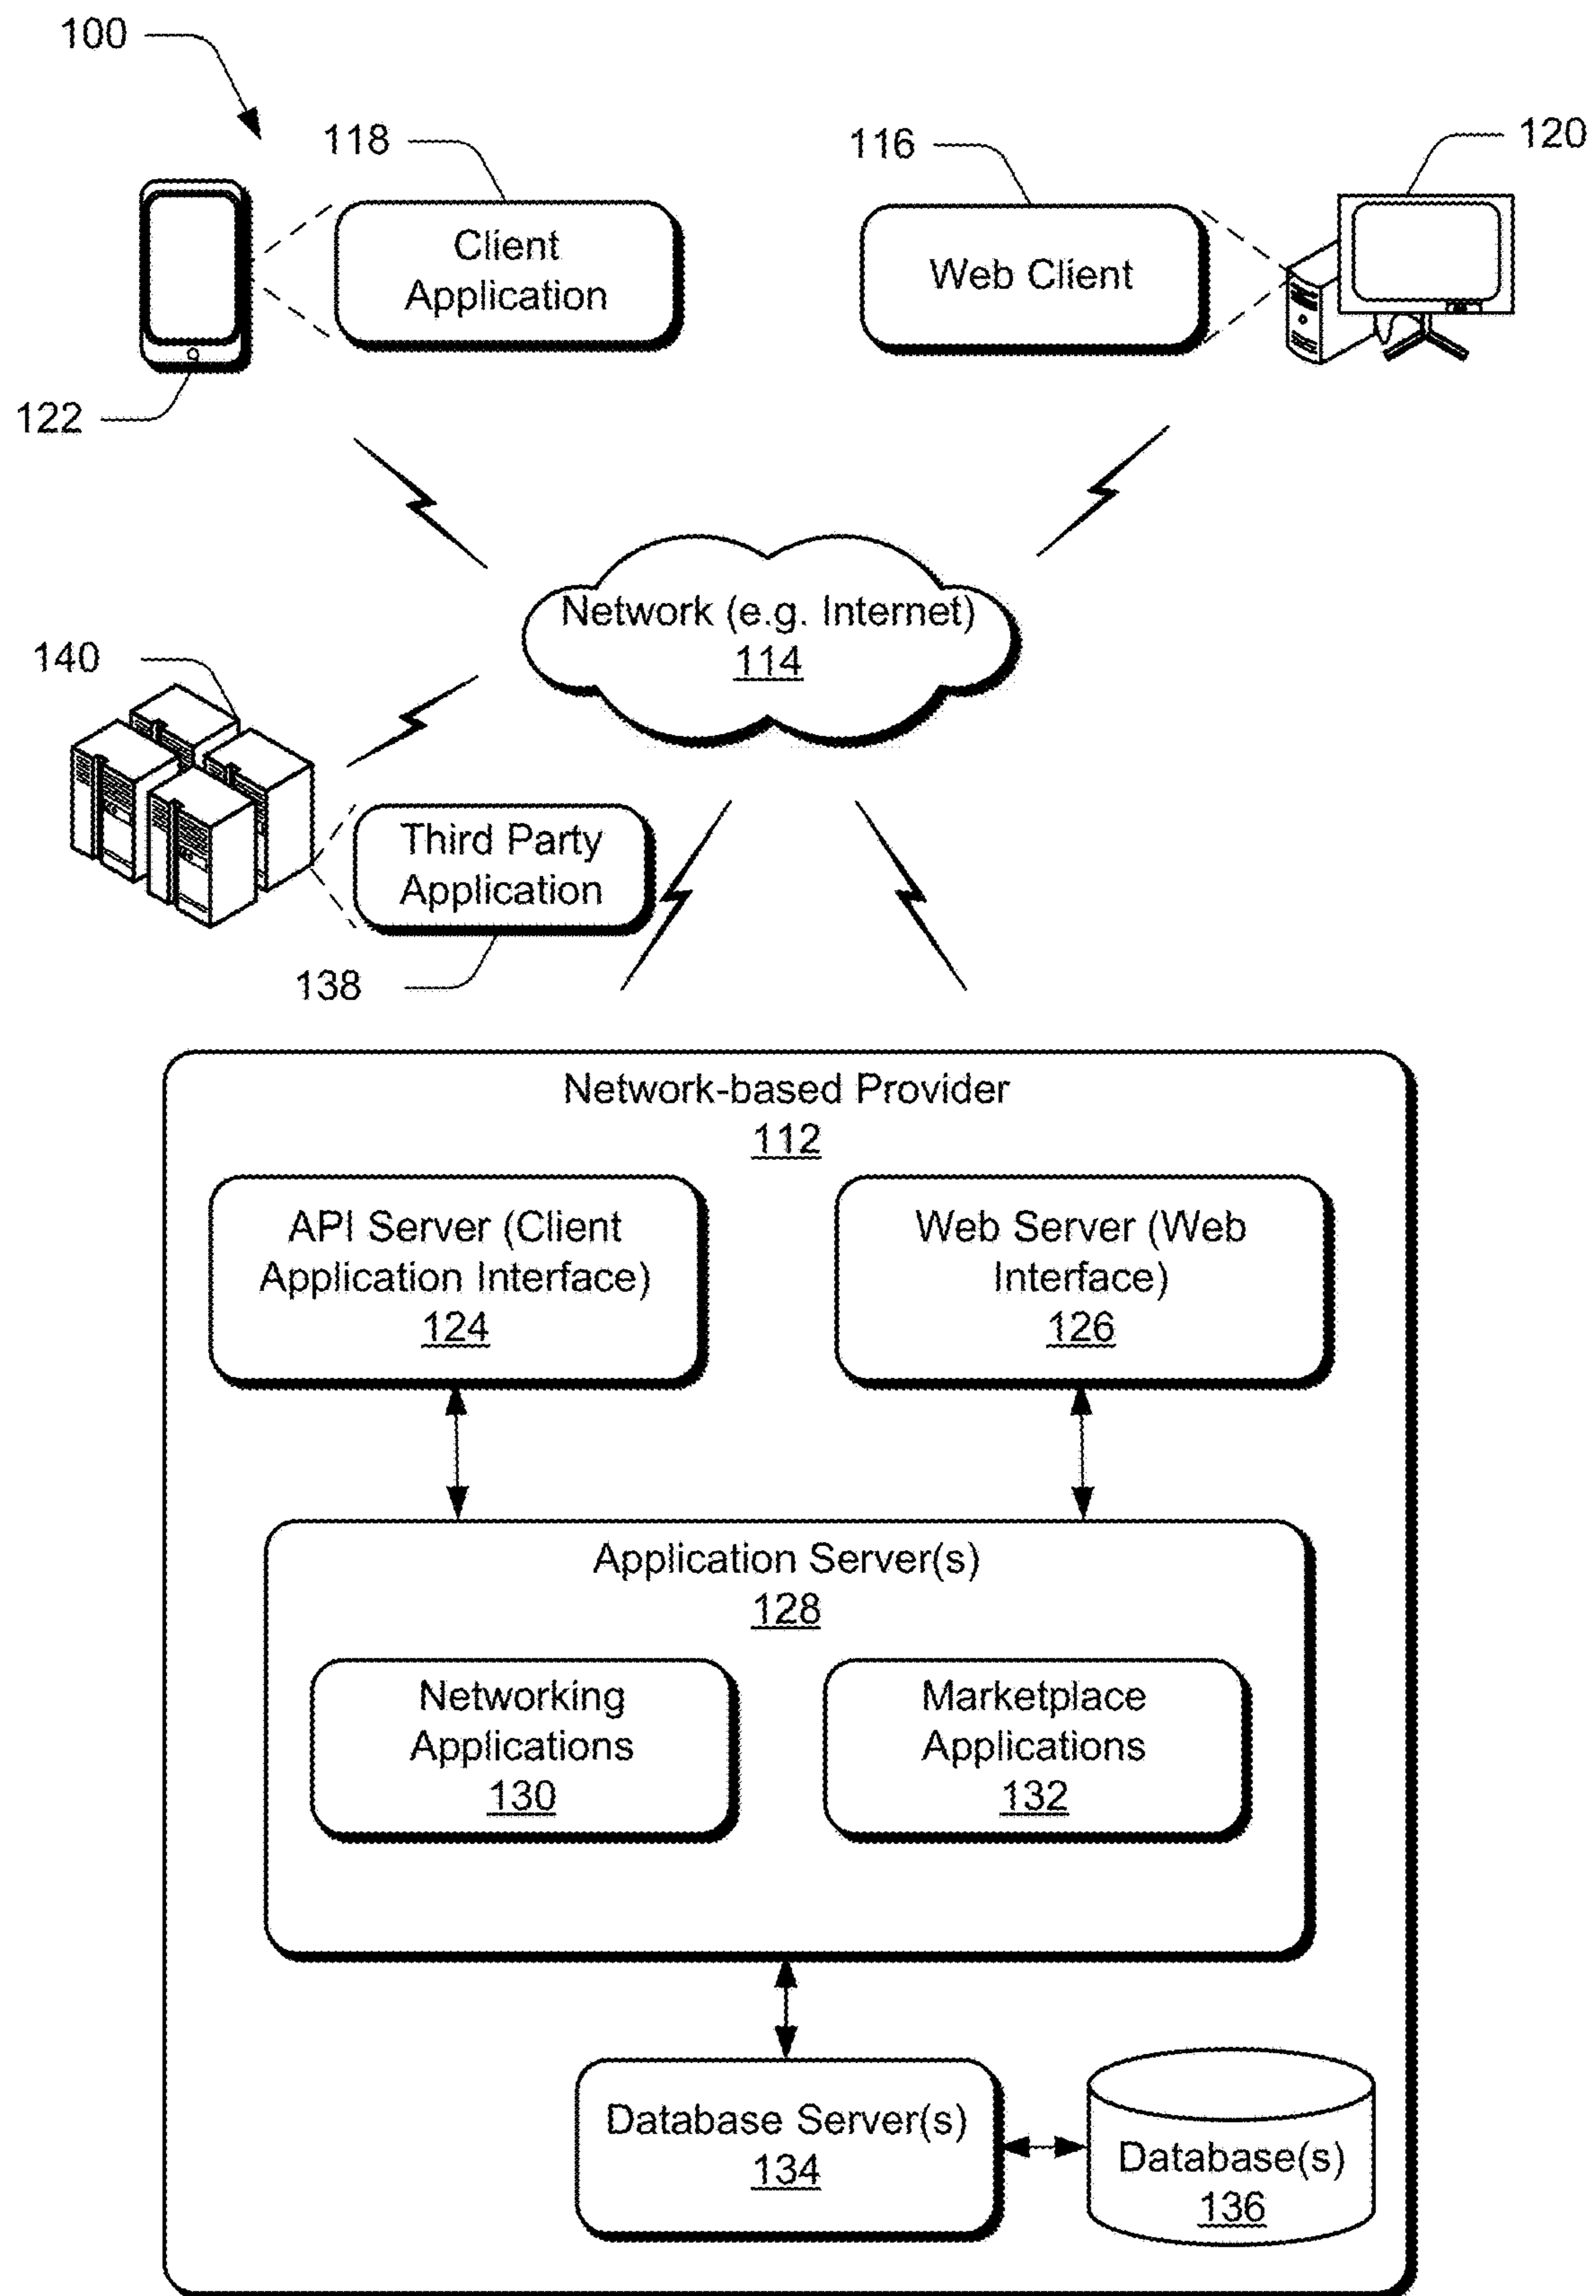 100
118
116
120
Client
Application
Web Client
122
Network (e.g. Internet)
114
140
Third Party
Application
138
Network-based Provider
112
API Server (Client
Application Interface)
124
Web Server (Web
Interface)
126
Application Server(s)
128
Networking
Applications
130
Marketplace
Applications
132
Database Server(s)
134
Database(s)
136